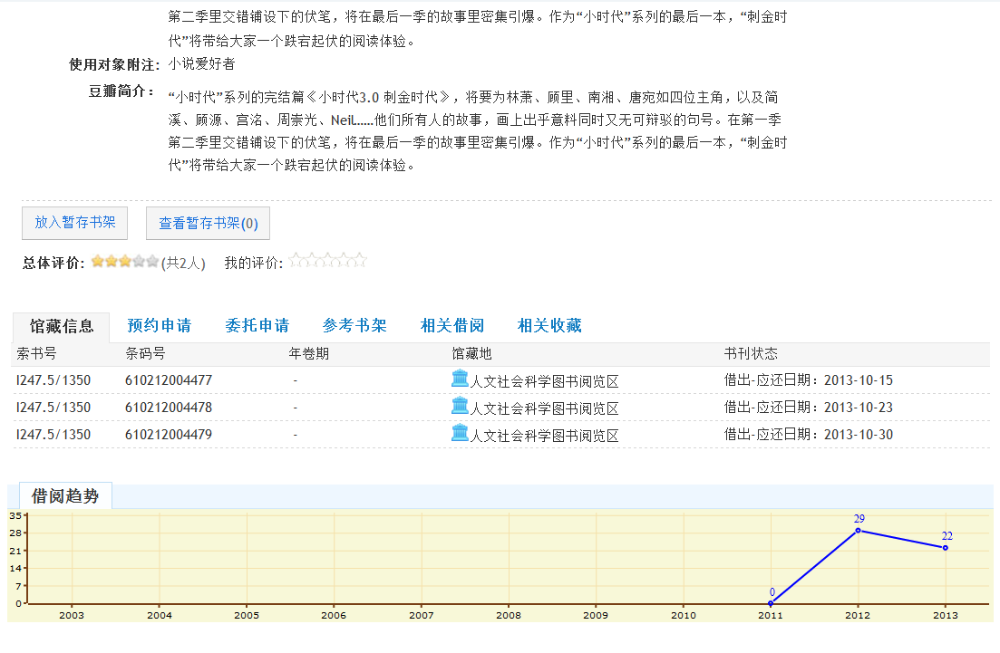 第二季里交错铺设下的伏笔，将在最后一季的故事里密集引爆。作为“小时代”系列的最后一本，“刺金时
代”将带给大家一个跌宕起伏的阅读体验。
使用对象附注: 小说爱好者
豆瓣简介： “小时代”系列的完结篇《小时代3.0 刺金时代》，将要为林萧、顾里、南湘、唐宛如四位主角，以及简
溪、顾源、宫洺、周崇光、Neil……他们所有人的故事，画上出乎意料同时又无可辩驳的句号。在第一季
第二季里交错铺设下的伏笔，将在最后一季的故事里密集引爆。作为“小时代”系列的最后一本，“刺金时
代”将带给大家一个跌宕起伏的阅读体验。
放入暂存书架 查看暂存书架(0)
总体评价: (共2人) 我的评价:
馆藏信息 预约申请 委托申请 参考书架 相关借阅 相关收藏
索书号 条码号 年卷期 馆藏地 书刊状态
I247.5/1350 610212004477 - 人文社会科学图书阅览区 借出-应还日期：2013-10-15
I247.5/1350 610212004478 - 人文社会科学图书阅览区 借出-应还日期：2013-10-23
I247.5/1350 610212004479 - 人文社会科学图书阅览区 借出-应还日期：2013-10-30
借阅趋势
35
28
21
14
7
0
29
22
0
2003 2004 2005 2006 2007 2008 2009 2010 2011 2012 2013